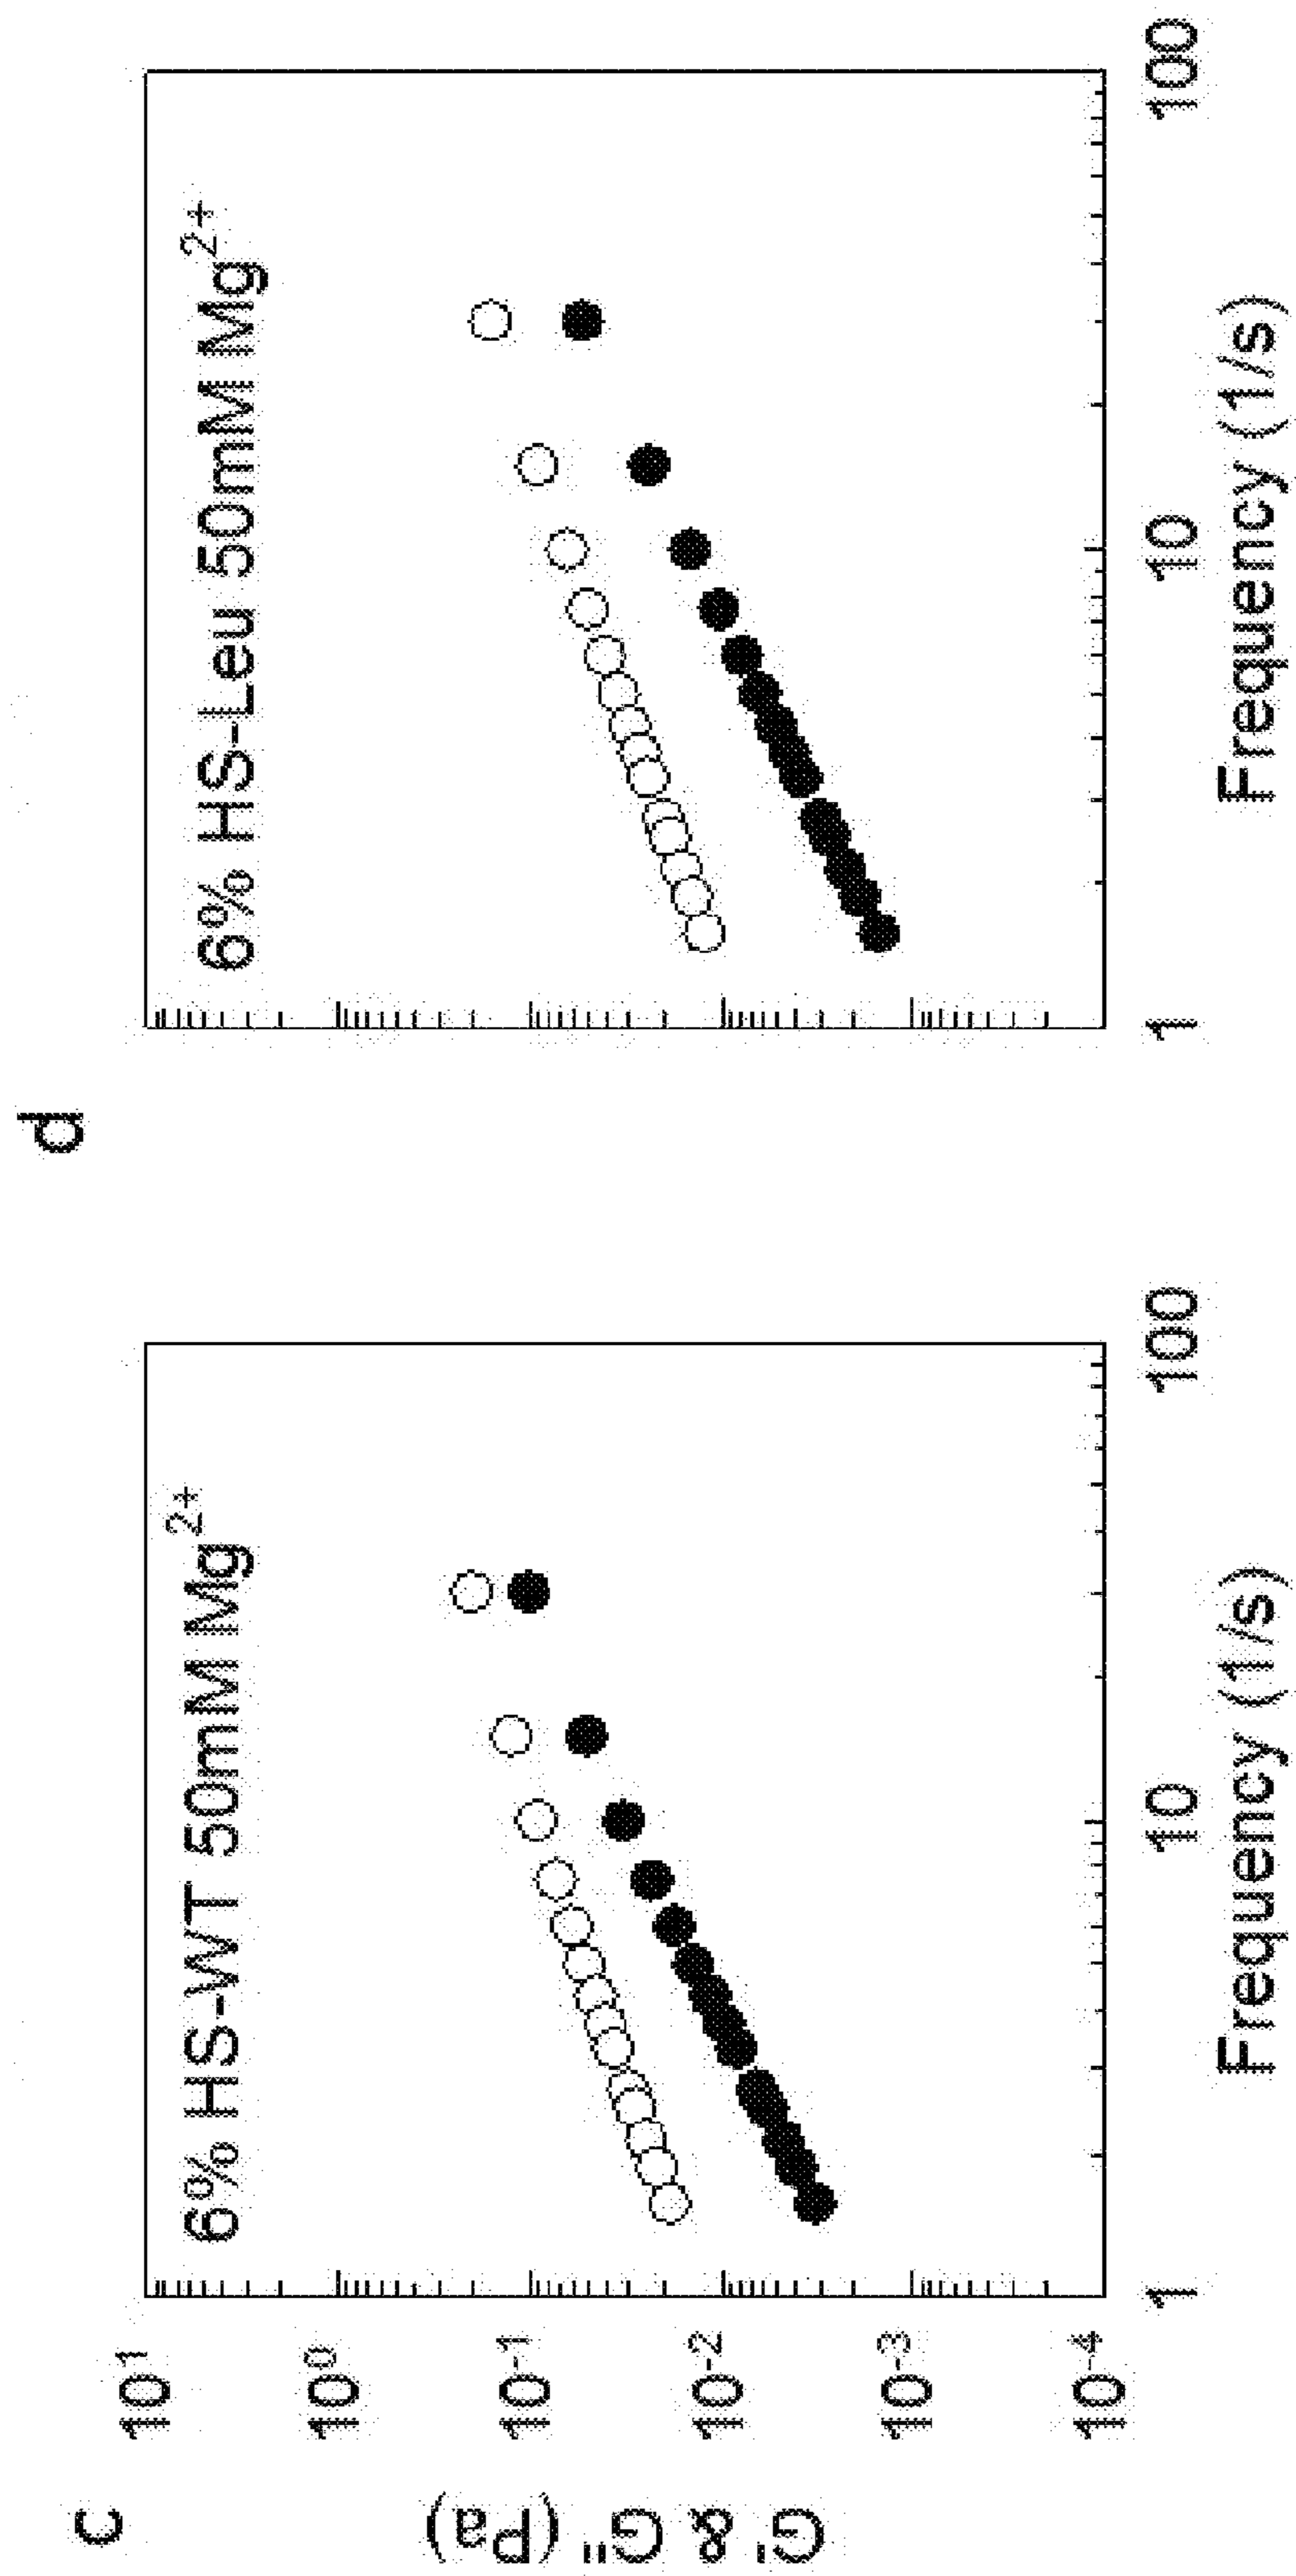 c
6% HS-WT 50mM Mg²⁺
10¹
10⁰
10⁻¹
10⁻²
10⁻³
10⁻⁴
G' & G" (Pa)
1
10
100
Frequency (1/s)
d
6% HS-Leu 50mM Mg²⁺
1
10
100
Frequency (1/s)